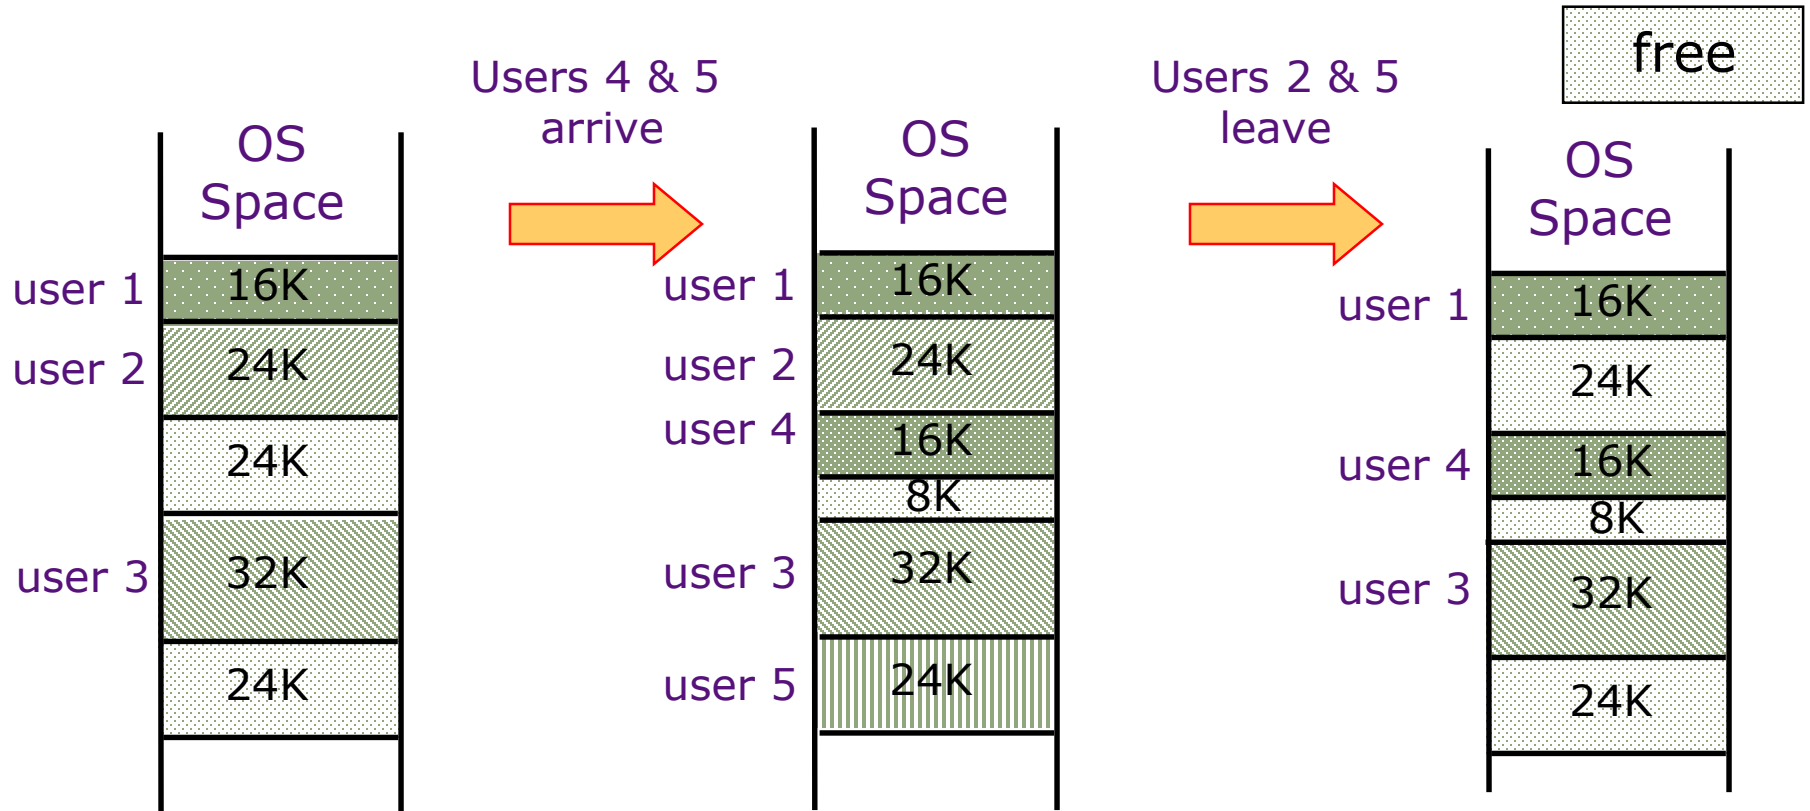 free
Users 4 & 5
arrive
Users 2 & 5
leave
OS
Space
user 1
16K
user 2
24K
24K
user 3
32K
24K
OS
Space
user 1
16K
user 2
24K
user 4
16K
8K
user 3
32K
user 5
24K
OS
Space
user 1
16K
24K
user 4
16K
8K
user 3
32K
24K